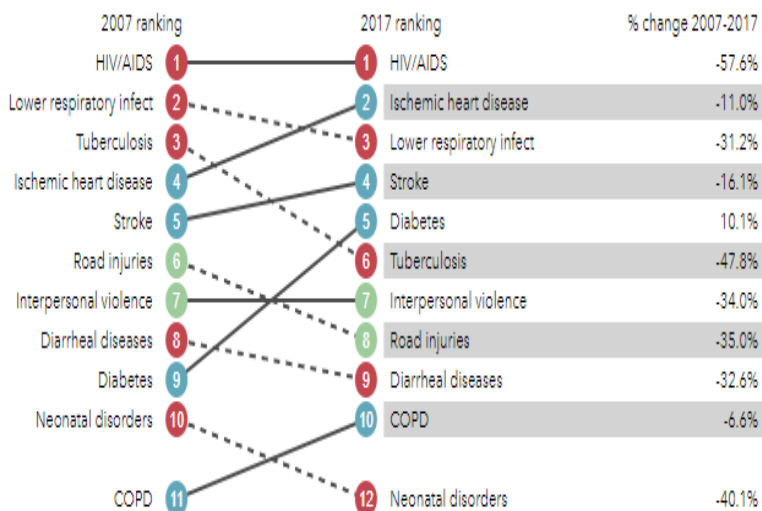 2007 ranking 2017 ranking % change 2007-2017
HIV/AIDS 1 1 HIV/AIDS -57.6%
Lower respiratory infect 2 2 Ischemic heart disease -11.0%
Tuberculosis 3 3 Lower respiratory infect -31.2%
Ischemic heart disease 4 4 Stroke -16.1%
Stroke 5 5 Diabetes 10.1%
Road injuries 6 6 Tuberculosis -47.8%
Interpersonal violence 7 7 Interpersonal violence -34.0%
Diarrheal diseases 8 8 Road injuries -35.0%
Diabetes 9 9 Diarrheal diseases -32.6%
Neonatal disorders 10 10 COPD -6.6%
COPD 11 12 Neonatal disorders -40.1%